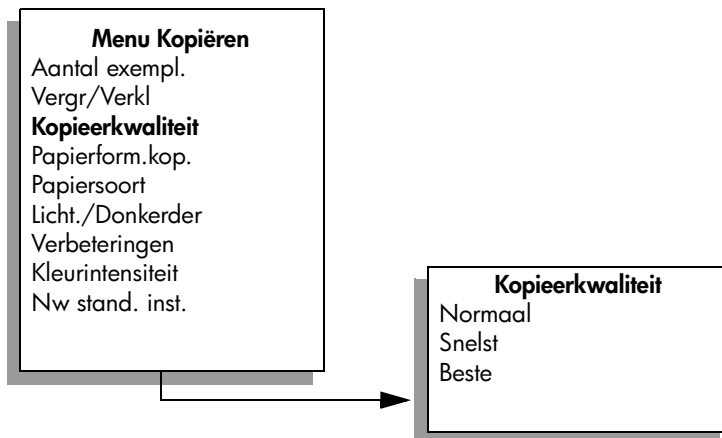 Menu Kopiëren
Aantal exempl.
Vergr/Verkl
Kopieerkwaliteit
Papierform.kop.
Papiersoort
Licht./Donkerder
Verbeteringen
Kleurintensiteit
Nw stand. inst.
Kopieerkwaliteit
Normaal
Snelst
Beste